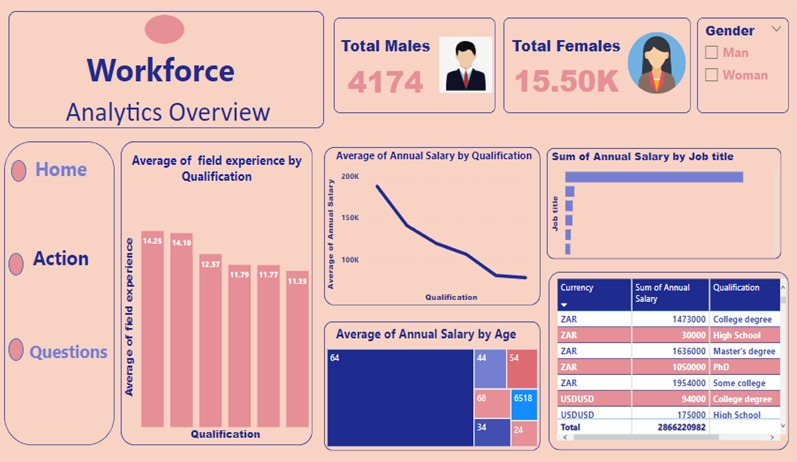 Workforce
Analytics Overview
Total Males
4174
Total Females
15.50K
Gender
Man
Woman
Home
Action
Questions
Average of field experience by
Qualification
Average of field experience
14.25
14.10
12.57
11.79
11.77
11.35
Qualification
Average of Annual Salary by Qualification
Average of Annual Salary
200K
150K
100K
Qualification
Sum of Annual Salary by Job title
Job title
Average of Annual Salary by Age
64
44
54
68
6518
34
24
Currency Sum of Annual Salary Qualification
ZAR 1473000 College degree
ZAR 30000 High School
ZAR 1636000 Master's degree
ZAR 1050000 PhD
ZAR 1954000 Some college
USDUSD 94000 College degree
USDUSD 175000 High School
Total 2866220982